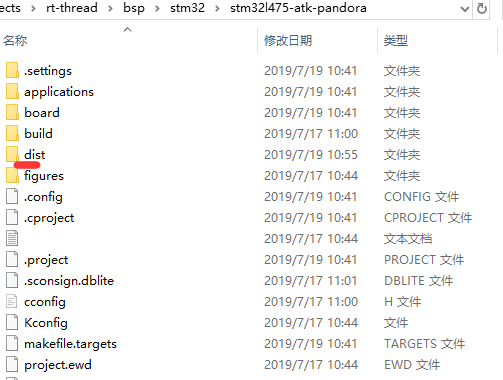 ects › rt-thread › bsp › stm32 › stm32l475-atk-pandora
名称 修改日期 类型
.settings 2019/7/19 10:41 文件夹
applications 2019/7/19 10:41 文件夹
board 2019/7/19 10:41 文件夹
build 2019/7/17 11:00 文件夹
dist 2019/7/19 10:55 文件夹
figures 2019/7/17 10:44 文件夹
.config 2019/7/19 10:41 CONFIG 文件
.cproject 2019/7/19 10:41 CPROJECT 文件
2019/7/17 10:44 文本文档
.project 2019/7/19 10:41 PROJECT 文件
.sconsign.dblite 2019/7/17 11:01 DBLITE 文件
cconfig 2019/7/17 11:00 H 文件
Kconfig 2019/7/17 10:44 文件
makefile.targets 2019/7/19 10:41 TARGETS 文件
project.ewd 2019/7/17 10:44 EWD 文件